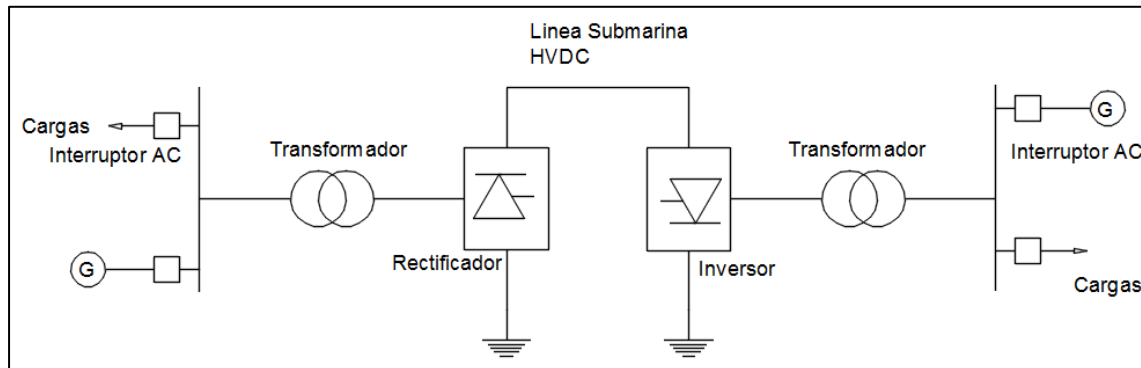 Linea Submarina
HVDC
Cargas
Interruptor AC
Transformador
Transformador
G
Interruptor AC
G
Rectificador
Inversor
Cargas